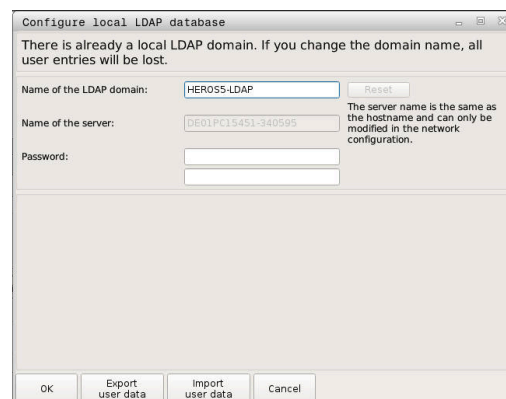 Configure local LDAP database
There is already a local LDAP domain. If you change the domain name, all
user entries will be lost.
Name of the LDAP domain:
HEROS5-LDAP
Reset
Name of the server:
DE01PC15451-340595
The server name is the same as
the hostname and can only be
modified in the network
configuration.
Password:
OK
Export
user data
Import
user data
Cancel